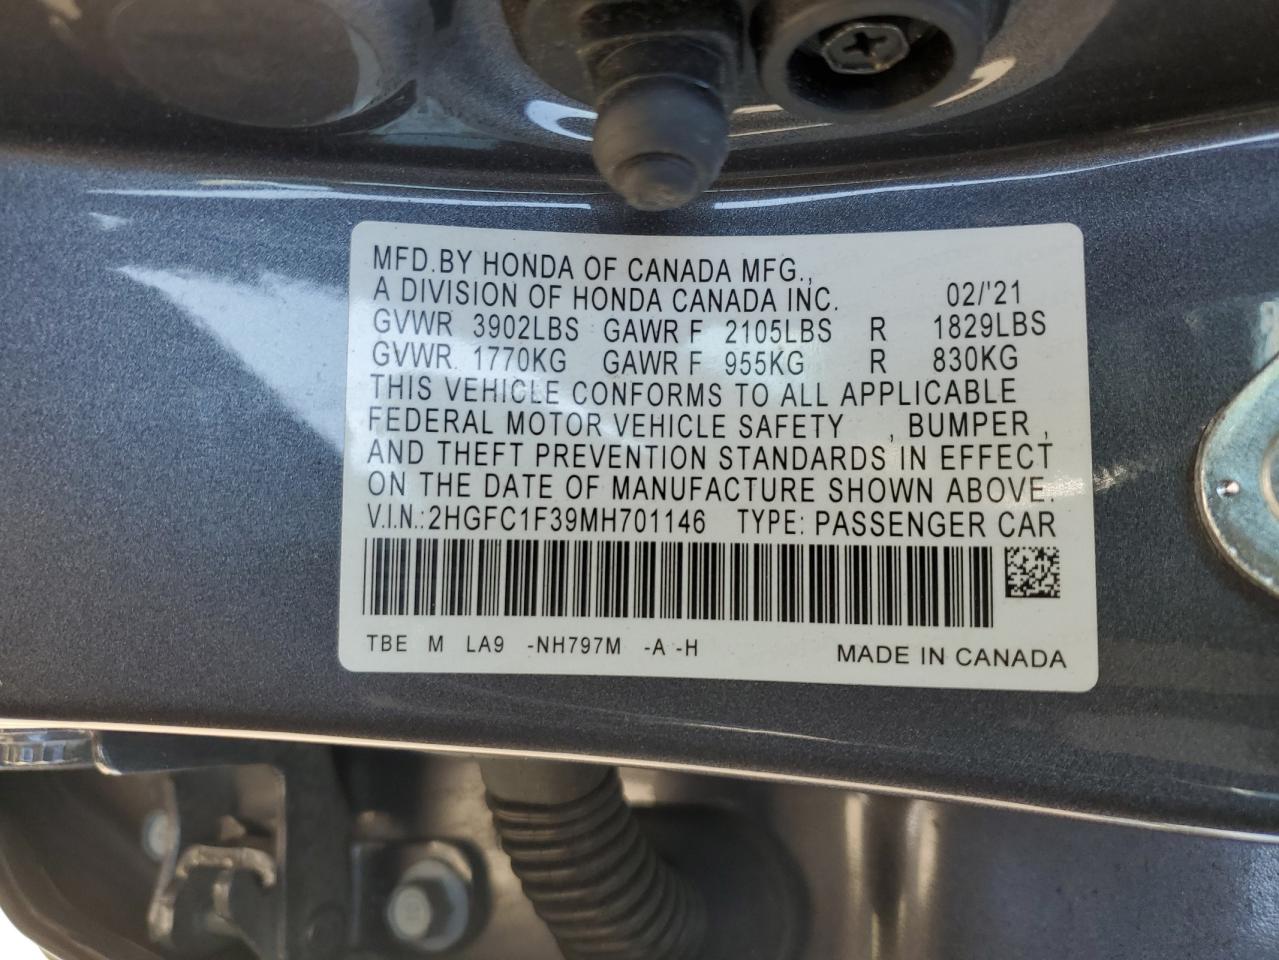 MFD.BY HONDA OF CANADA MFG.,
A DIVISION OF HONDA CANADA INC. 02/'21
GVWR 3902LBS GAWR F 2105LBS R 1829LBS
GVWR 1770KG GAWR F 955KG R 830KG
THIS VEHICLE CONFORMS TO ALL APPLICABLE
FEDERAL MOTOR VEHICLE SAFETY , BUMPER ,
AND THEFT PREVENTION STANDARDS IN EFFECT
ON THE DATE OF MANUFACTURE SHOWN ABOVE.
V.I.N.:2HGFC1F39MH701146 TYPE: PASSENGER CAR
TBE M LA9 -NH797M -A -H MADE IN CANADA